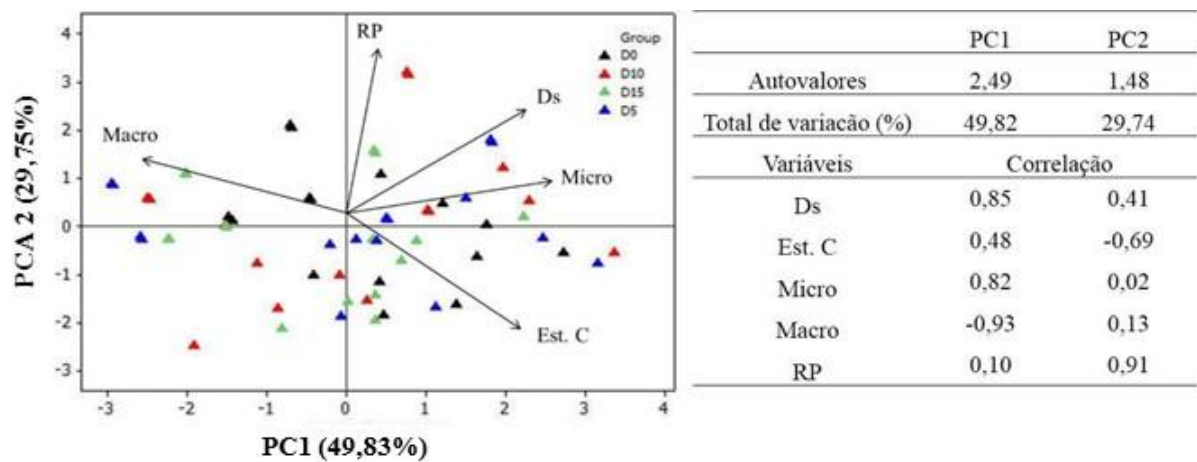 4
3
2
1
0
-1
-2
-3
-3
-2
-1
0
1
2
3
4
PCA 2 (29,75%)
PC1 (49,83%)
RP
Ds
Macro
Micro
Est. C
Group
D0
D10
D15
D5
PC1 PC2
Autovalores 2,49 1,48
Total de variacão (%) 49,82 29,74
Variáveis Correlação
Ds 0,85 0,41
Est. C 0,48 -0,69
Micro 0,82 0,02
Macro -0,93 0,13
RP 0,10 0,91